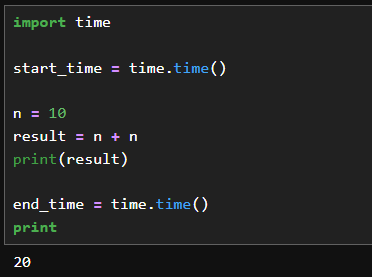 import time
start_time = time.time()
n = 10
result = n + n
print(result)
end_time = time.time()
print
20